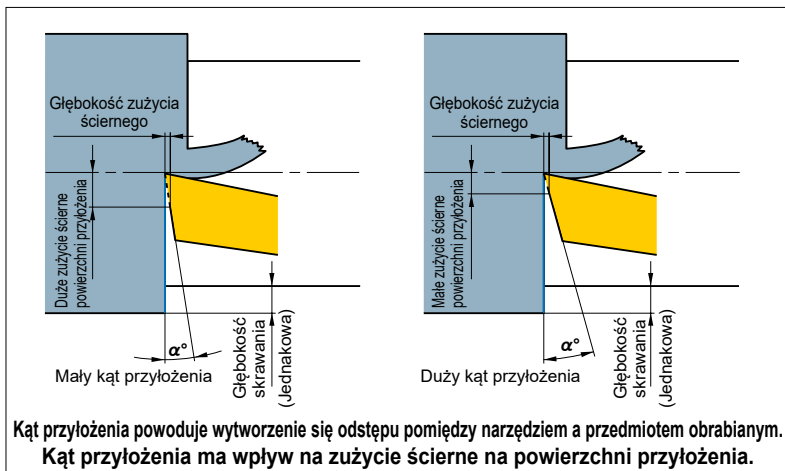 Głębokość zużycia
ściernego
Duże zużycie ścierne
powierzchni przyłożenia
α°
Mały kąt przyłożenia
Głębokość
skrawania
(Jednakowa)
Głębokość zużycia
ściernego
Małe zużycie ścierne
powierzchni przyłożenia
α°
Duży kąt przyłożenia
Głębokość
skrawania
(Jednakowa)
Kąt przyłożenia powoduje wytworzenie się odstępu pomiędzy narzędziem a przedmiotem obrabianym.
Kąt przyłożenia ma wpływ na zużycie ścierne na powierzchni przyłożenia.